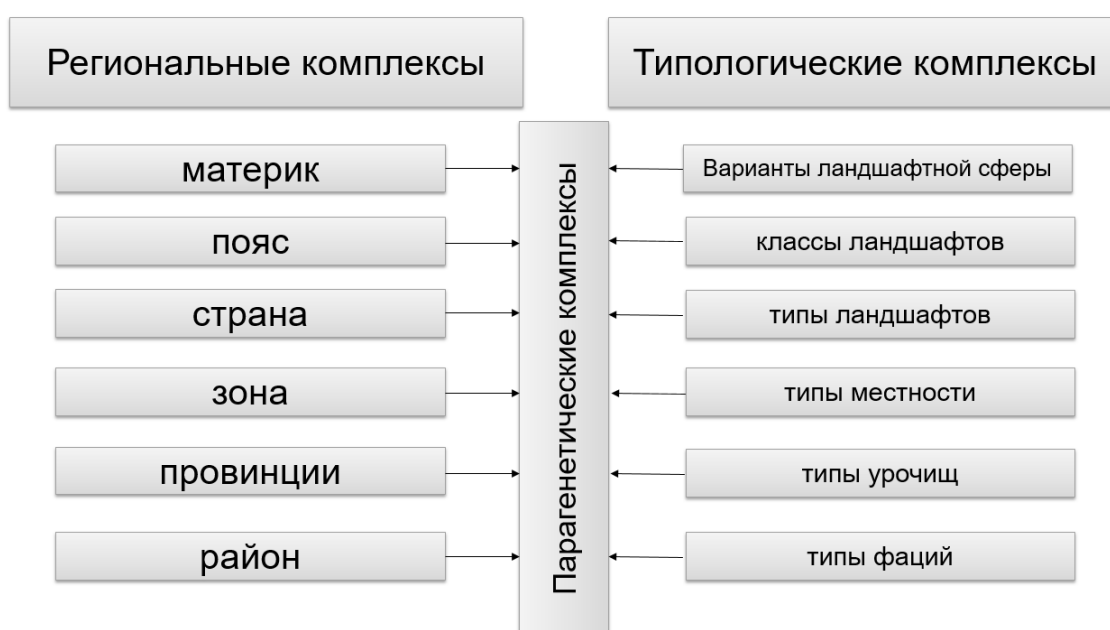 Региональные комплексы
Типологические комплексы
Парагенетические комплексы
материк
Варианты ландшафтной сферы
пояс
классы ландшафтов
страна
типы ландшафтов
зона
типы местности
провинции
типы урочищ
район
типы фаций